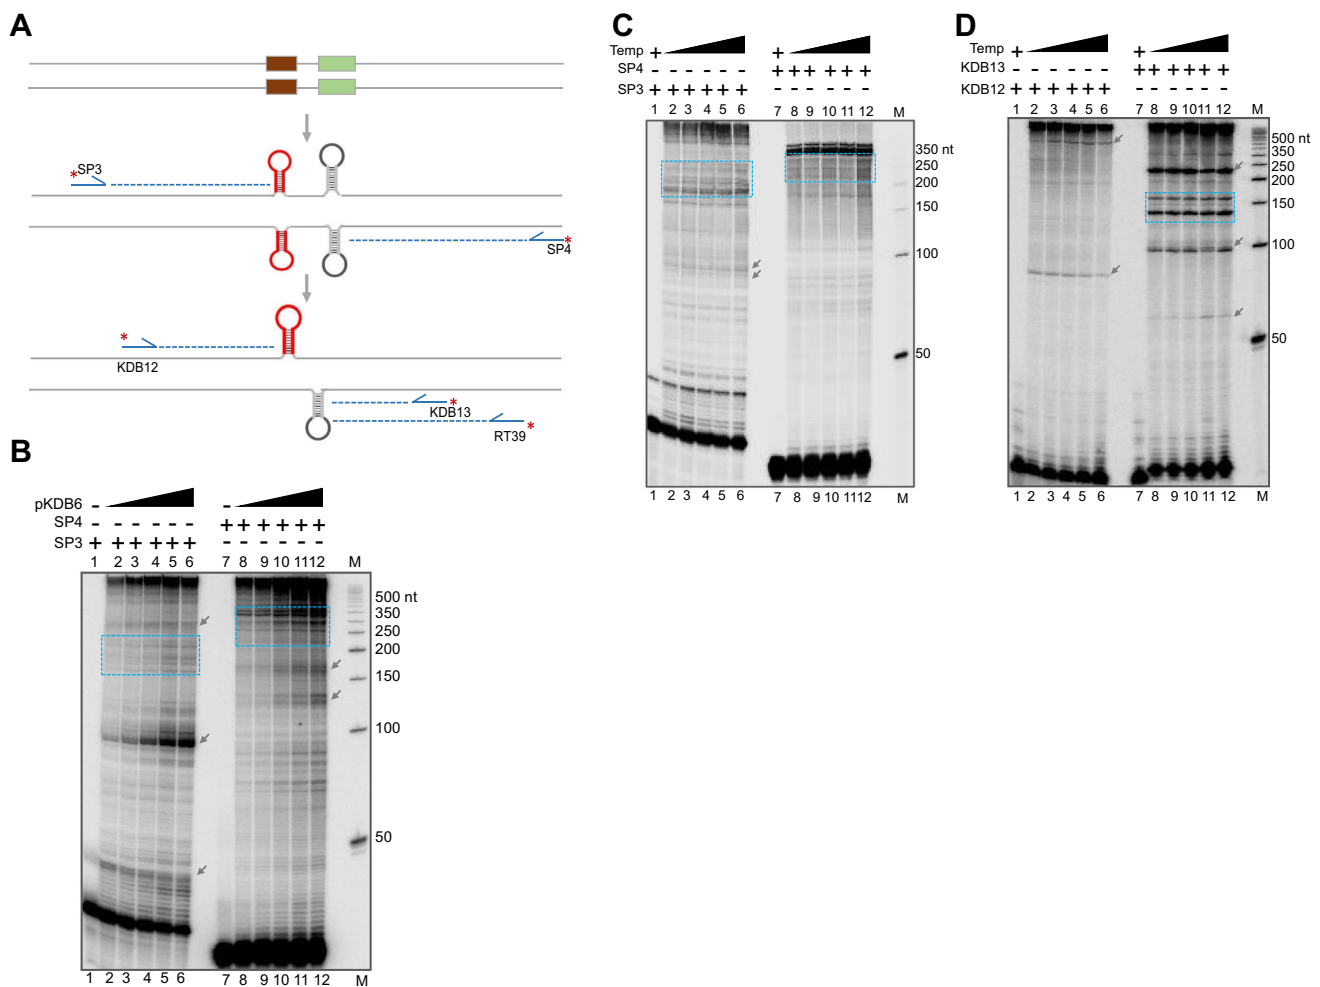 A
*SP3
*
SP4
*
KDB12
*
KDB13
*
RT39
B
pKDB6 -
SP4 - - - - - - + + + + + +
SP3 + + + + + + - - - - - -
1 2 3 4 5 6 7 8 9 10 11 12 M
500 nt
350
250
200
150
100
50
1 2 3 4 5 6 7 8 9 10 11 12 M
C
Temp + +
SP4 - - - - - - + + + + + +
SP3 + + + + + + - - - - - -
1 2 3 4 5 6 7 8 9 10 11 12 M
350 nt
250
200
150
100
50
1 2 3 4 5 6 7 8 9 10 11 12 M
D
Temp + +
KDB13 - - - - - - + + + + + +
KDB12 + + + + + + - - - - - -
1 2 3 4 5 6 7 8 9 10 11 12 M
500 nt
350
250
200
150
100
50
1 2 3 4 5 6 7 8 9 10 11 12 M